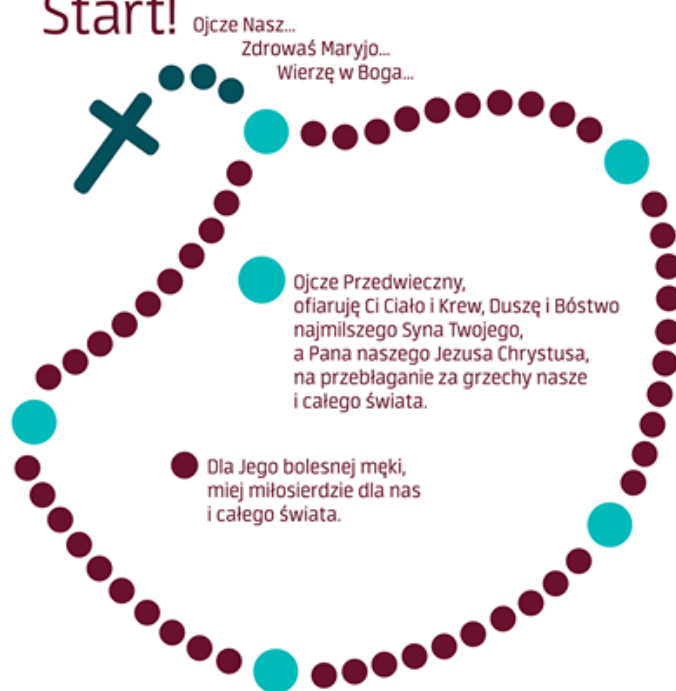 Start!
Ojcze Nasz...
Zdrowaś Maryjo...
Wierzę w Boga...
Ojcze Przedwieczny,
ofiaruję Ci Ciało i Krew, Duszę i Bóstwo
najmilszego Syna Twojego,
a Pana naszego Jezusa Chrystusa,
na przebłaganie za grzechy nasze
i całego świata.
Dla Jego bolesnej męki,
miej miłosierdzie dla nas
i całego świata.